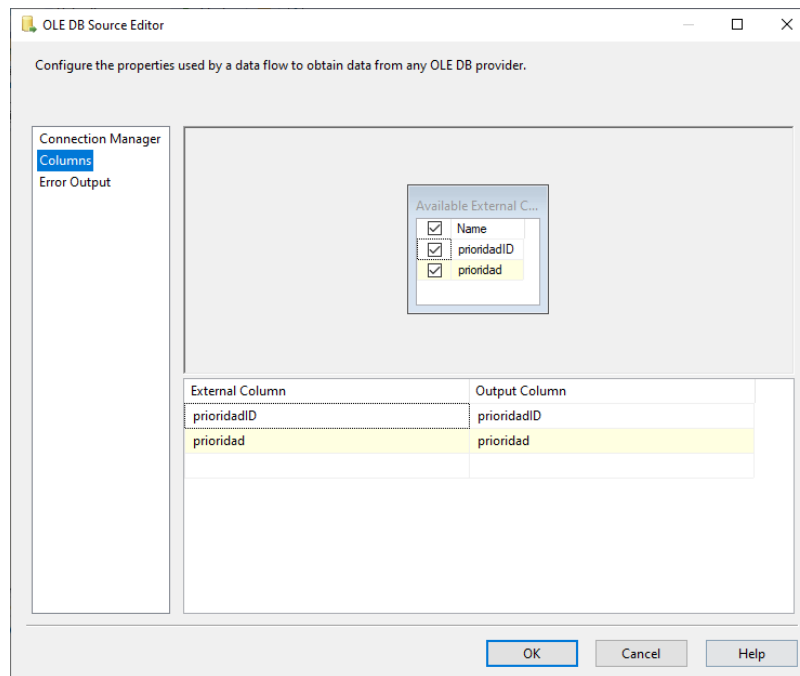 OLE DB Source Editor
Configure the properties used by a data flow to obtain data from any OLE DB provider.
Connection Manager
Columns
Error Output
Available External C...
Name
prioridadID
prioridad
External Column Output Column
prioridadID prioridadID
prioridad prioridad
OK Cancel Help